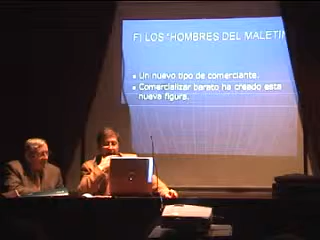 F) LOS "HOMBRES DEL MALETIN
Un nuevo tipo de comerciante.
Comercializar barato ha creado esta
nueva figura.